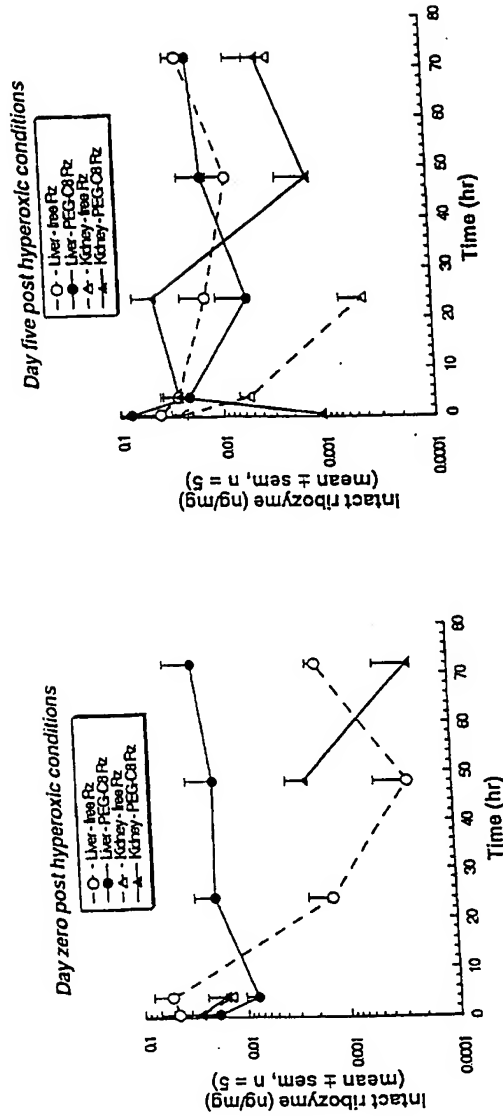 Day zero post hyperoxic conditions
- Liver - free Rz
- Liver - PEG-C8 Rz
- Kidney - free Rz
- Kidney - PEG-C8 Rz
Intact ribozyme (ng/mg)
(mean ± sem, n = 5)
0.1
0.01
0.001
0.0001
0 10 20 30 40 50 60 70 80
Time (hr)
Day five post hyperoxic conditions
- Liver - free Rz
- Liver - PEG-C8 Rz
- Kidney - free Rz
- Kidney - PEG-C8 Rz
Intact ribozyme (ng/mg)
(mean ± sem, n = 5)
0.1
0.01
0.001
0.0001
0 10 20 30 40 50 60 70 80
Time (hr)